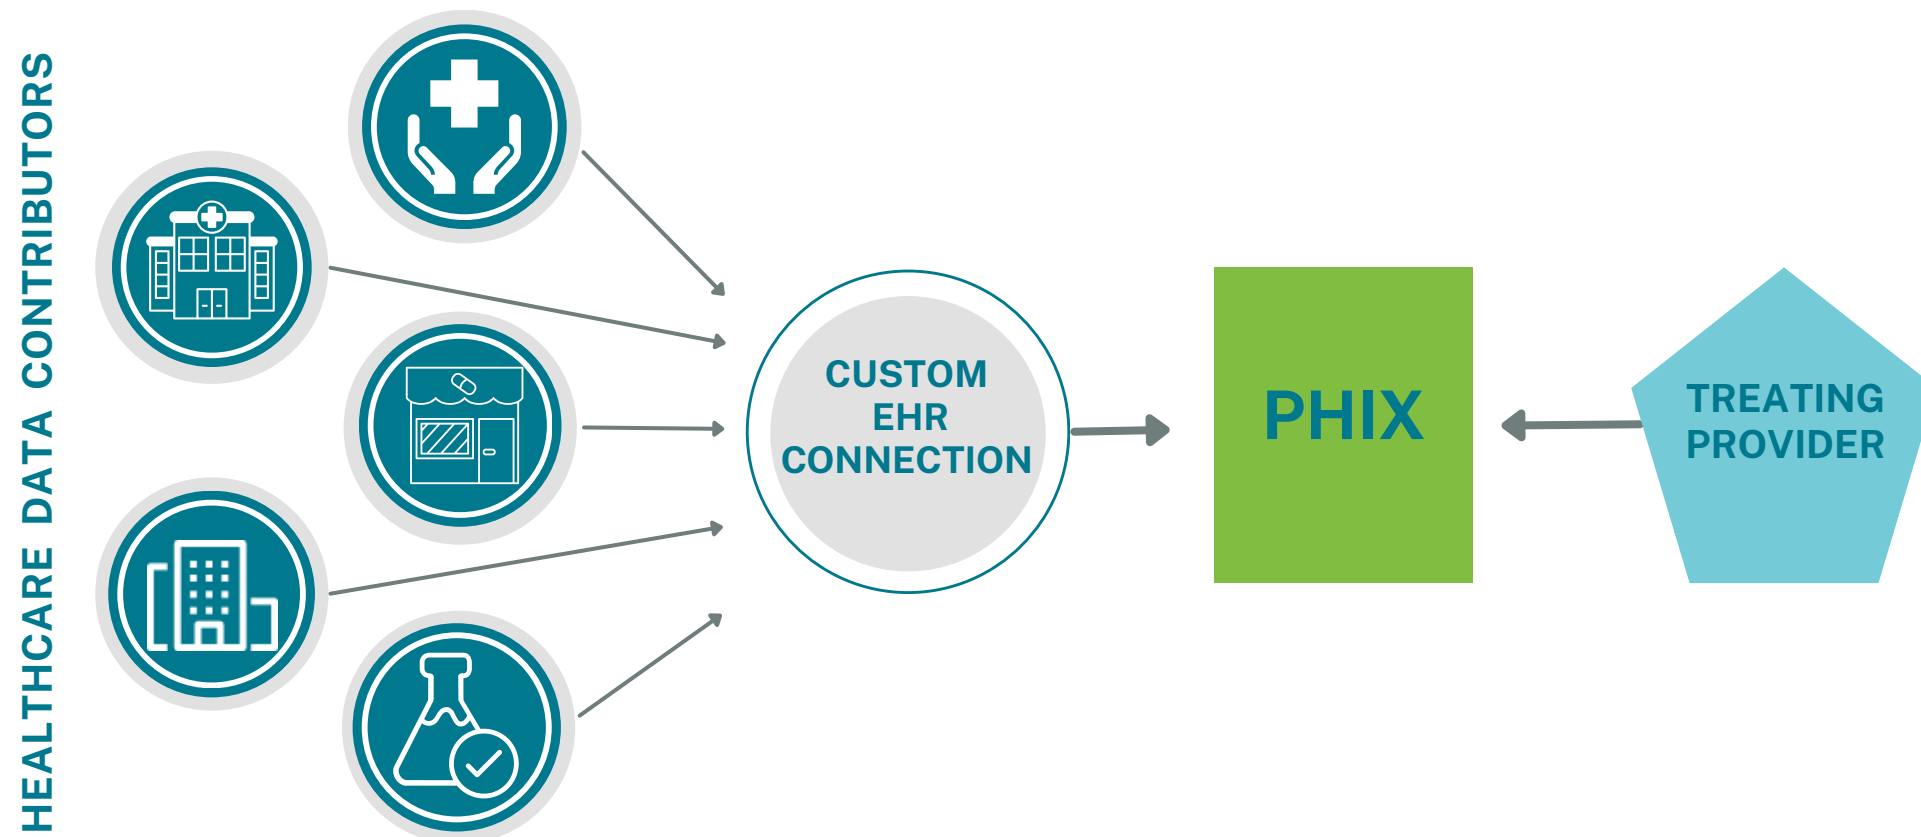 HEALTHCARE DATA CONTRIBUTORS
CUSTOM
EHR
CONNECTION
PHIX
TREATING
PROVIDER